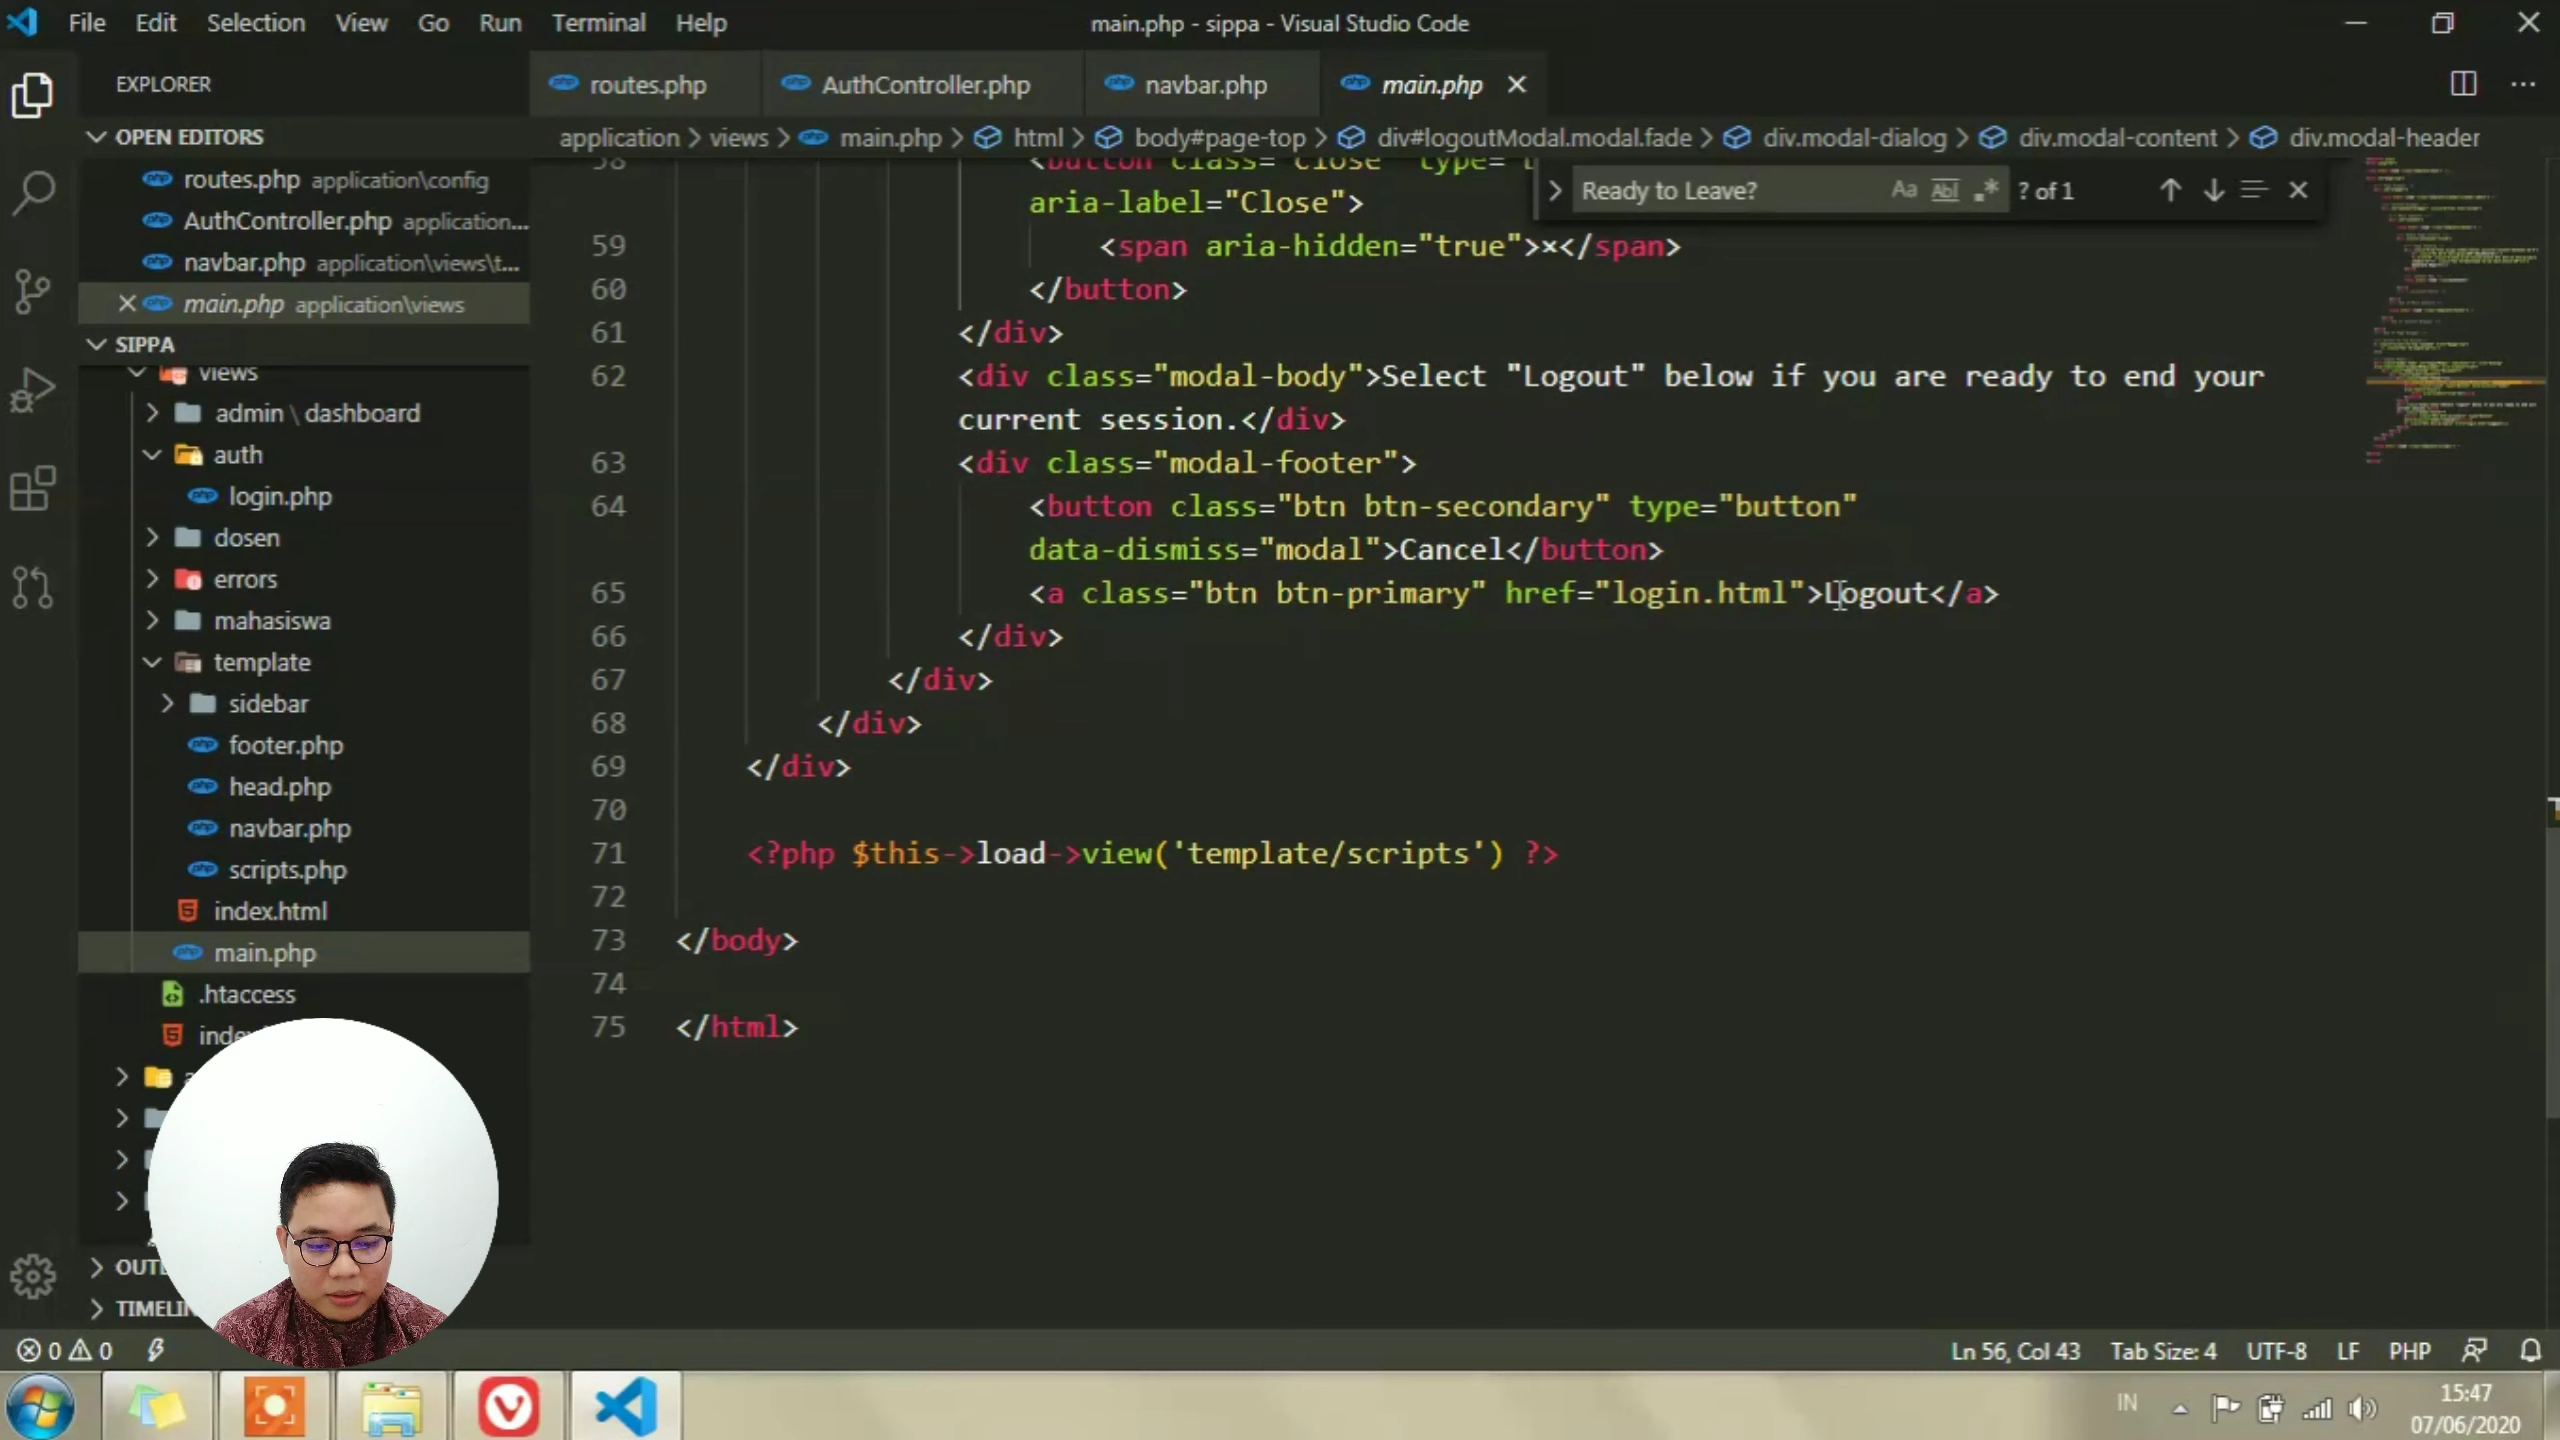 File Edit Selection View Go Run Terminal Help
main.php - sippa - Visual Studio Code
EXPLORER
routes.php
AuthController.php
navbar.php
main.php
OPEN EDITORS
application > views > main.php > html > body#page-top > div#logoutModal.modal.fade > div.modal-dialog > div.modal-content > div.modal-header
routes.php application\config
AuthController.php application...
navbar.php application\views\t...
main.php application\views
SIPPA
views
admin \ dashboard
auth
login.php
dosen
errors
mahasiswa
template
sidebar
footer.php
head.php
navbar.php
scripts.php
index.html
main.php
.htaccess
TIMELIN
Ready to Leave?
Aa Abl .*
? of 1
58 <button class="close" type=
aria-label="Close">
59 <span aria-hidden="true">×</span>
60 </button>
61 </div>
62 <div class="modal-body">Select "Logout" below if you are ready to end your
current session.</div>
63 <div class="modal-footer">
64 <button class="btn btn-secondary" type="button"
data-dismiss="modal">Cancel</button>
65 <a class="btn btn-primary" href="login.html">Logout</a>
66 </div>
67 </div>
68 </div>
69 </div>
70
71 <?php $this->load->view('template/scripts') ?>
72
73 </body>
74
75 </html>
0 0
Ln 56, Col 43 Tab Size: 4 UTF-8 LF PHP
IN
15:47
07/06/2020